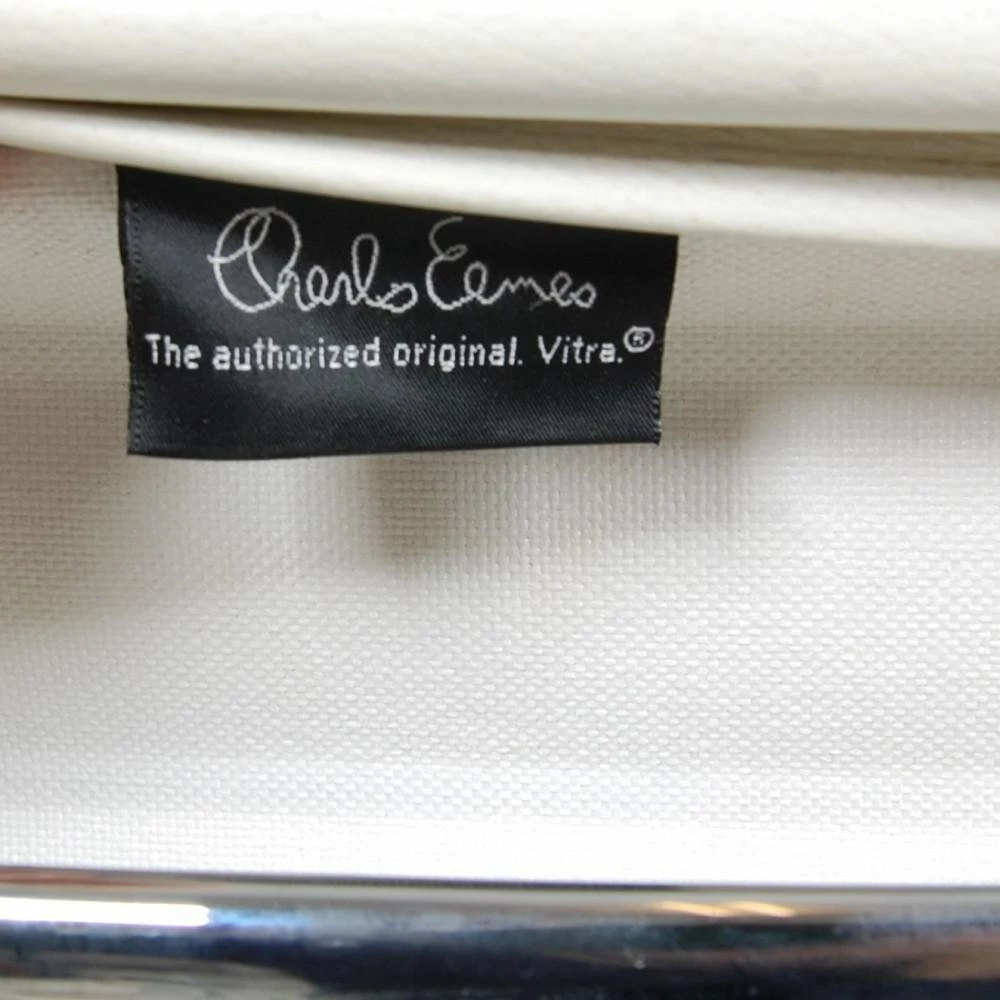 Charles Eames
The authorized original. Vitra.®